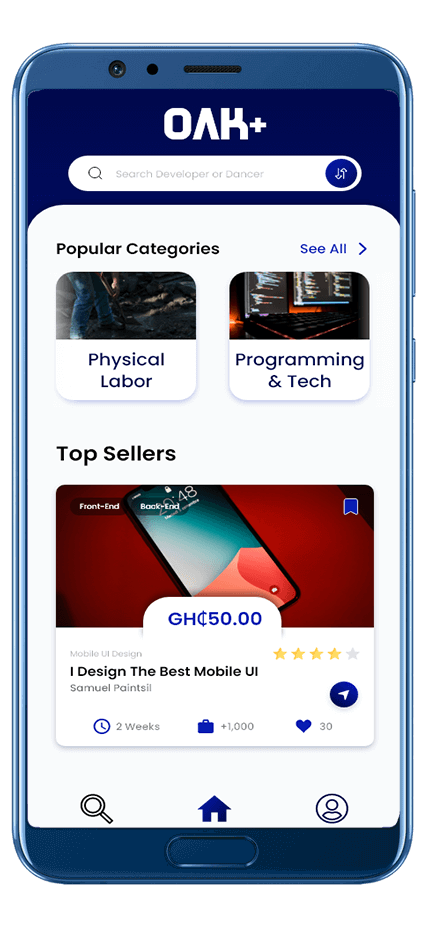 OAK+
Search Developer or Dancer
Popular Categories
See All
Physical
Labor
Programming
& Tech
Top Sellers
Front-End
Back-End
GH₵50.00
Mobile UI Design
I Design The Best Mobile UI
Samuel Paintsil
2 Weeks
+1,000
30